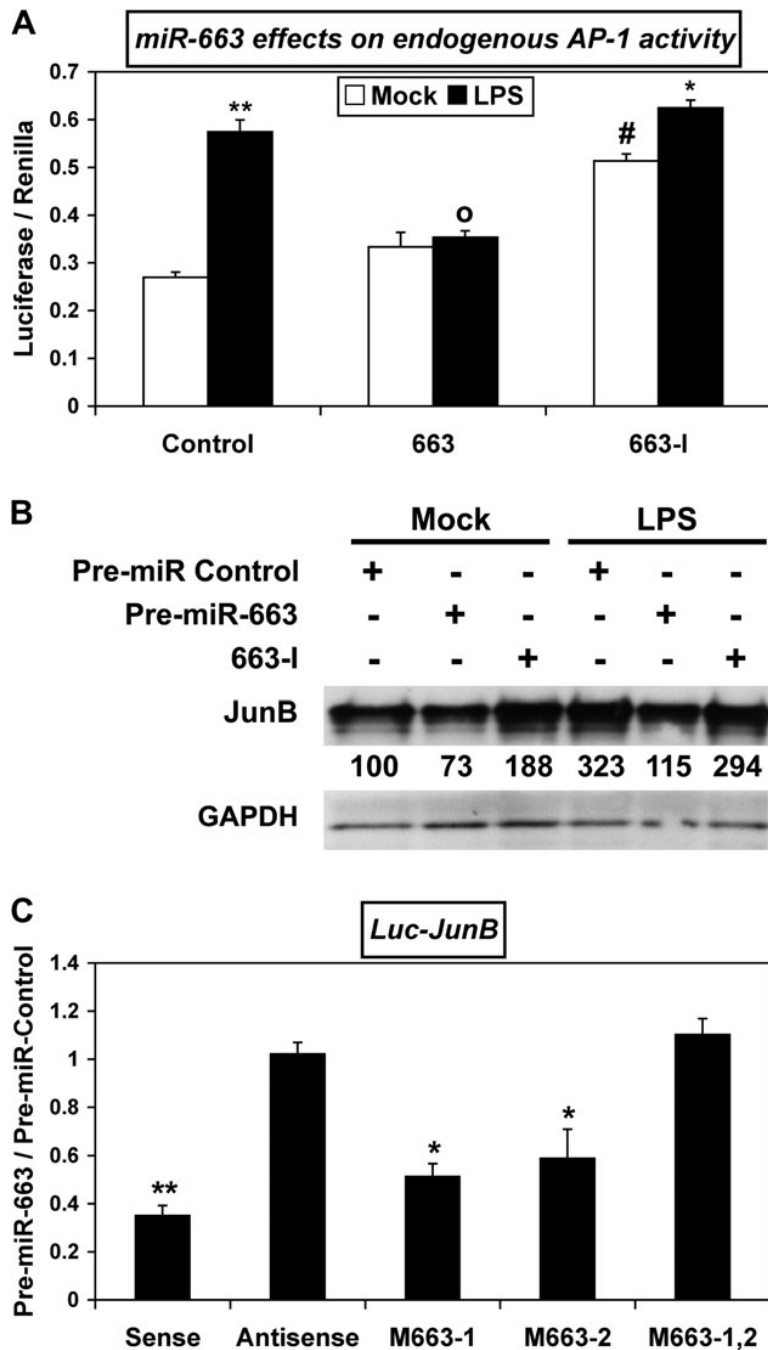 A
miR-663 effects on endogenous AP-1 activity
Mock LPS
Luciferase / Renilla
0.7
0.6
0.5
0.4
0.3
0.2
0.1
0
**
o
#
*
Control 663 663-I
B
Mock LPS
Pre-miR Control + - - + - -
Pre-miR-663 - + - - + -
663-I - - + - - +
JunB
100 73 188 323 115 294
GAPDH
C
Luc-JunB
Pre-miR-663 / Pre-miR-Control
1.4
1.2
1
0.8
0.6
0.4
0.2
0
**
*
*
Sense Antisense M663-1 M663-2 M663-1,2